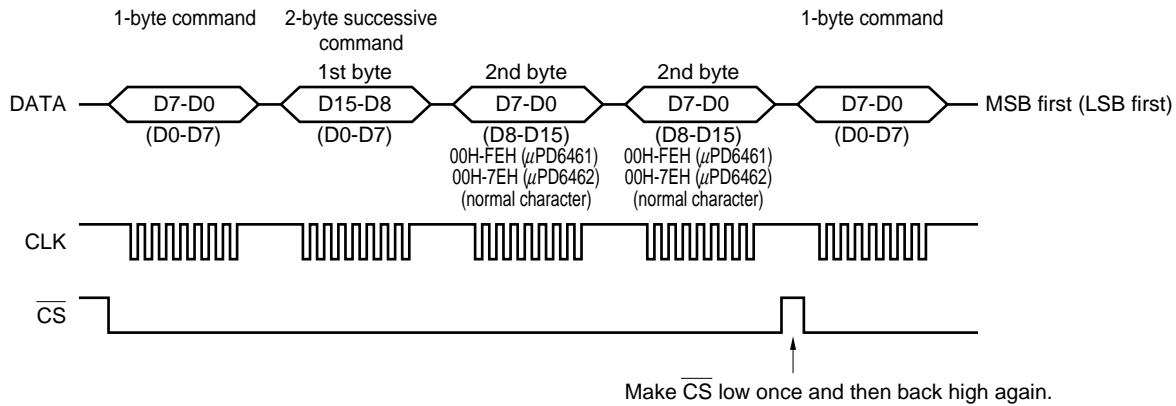 1-byte command 2-byte successive command 1-byte command
1st byte 2nd byte 2nd byte
DATA D7-D0 D15-D8 D7-D0 D7-D0 D7-D0 MSB first (LSB first)
(D0-D7) (D0-D7) (D8-D15) (D8-D15) (D0-D7)
00H-FEH (μPD6461) 00H-FEH (μPD6461)
00H-7EH (μPD6462) 00H-7EH (μPD6462)
(normal character) (normal character)
CLK
CS
Make CS low once and then back high again.